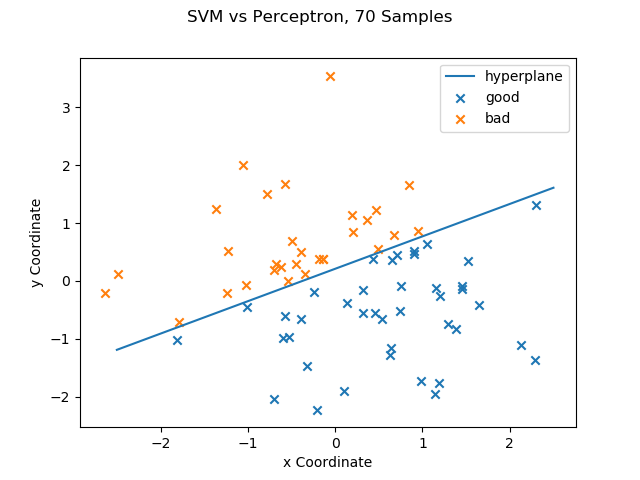 SVM vs Perceptron, 70 Samples
hyperplane
good
bad
3
2
1
0
−1
−2
y Coordinate
−2
−1
0
1
2
x Coordinate